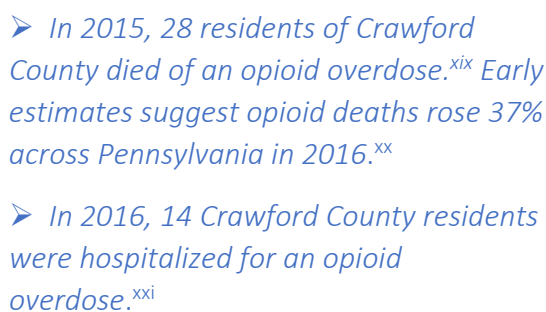 ➢ In 2015, 28 residents of Crawford
County died of an opioid overdose.xix Early
estimates suggest opioid deaths rose 37%
across Pennsylvania in 2016.xx
➢ In 2016, 14 Crawford County residents
were hospitalized for an opioid
overdose.xxi